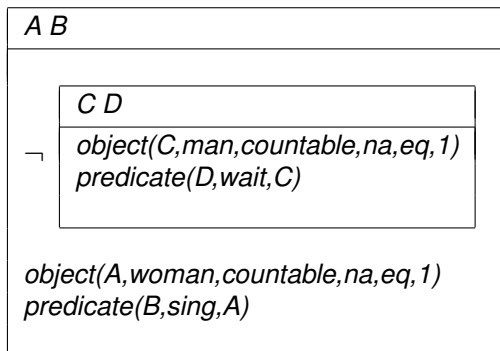 A B
C D
¬
object(C,man,countable,na,eq,1)
predicate(D,wait,C)
object(A,woman,countable,na,eq,1)
predicate(B,sing,A)